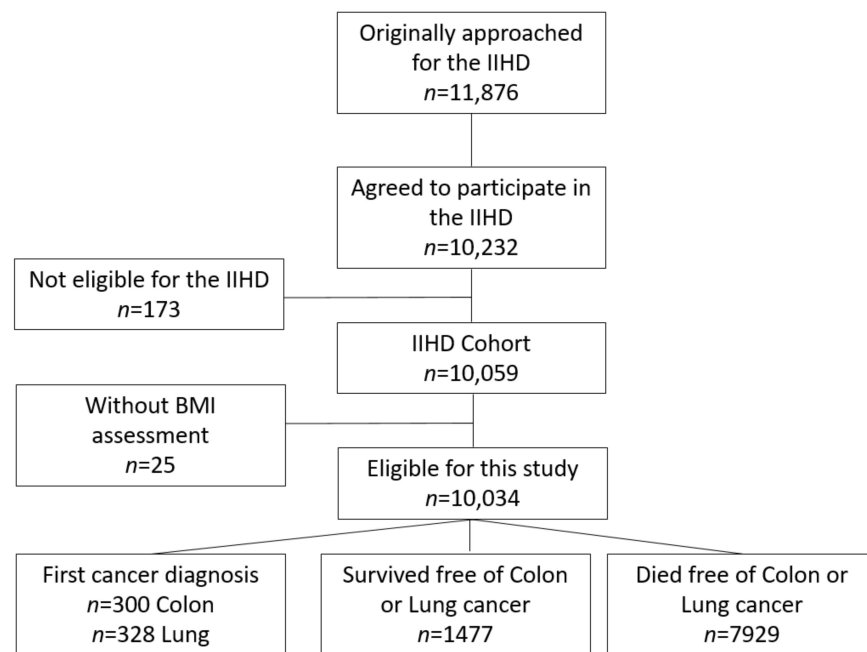 Originally approached
for the IIHD
n=11,876
Agreed to participate in
the IIHD
n=10,232
Not eligible for the IIHD
n=173
IIHD Cohort
n=10,059
Without BMI
assessment
n=25
Eligible for this study
n=10,034
First cancer diagnosis
n=300 Colon
n=328 Lung
Survived free of Colon
or Lung cancer
n=1477
Died free of Colon or
Lung cancer
n=7929